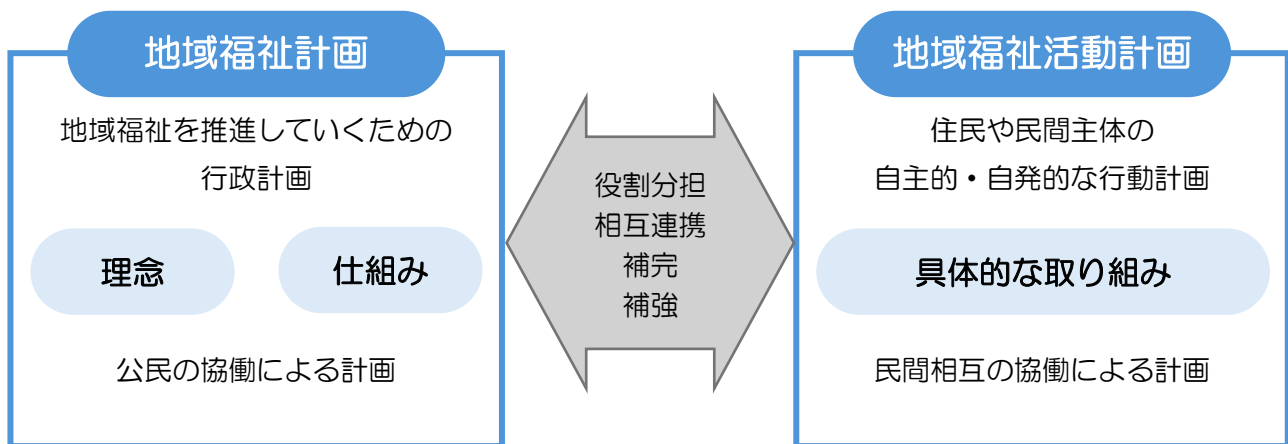 地域福祉計画
地域福祉を推進していくための
行政計画
理念
仕組み
公民の協働による計画
役割分担
相互連携
補完
補強
地域福祉活動計画
住民や民間主体の
自主的・自発的な行動計画
具体的な取り組み
民間相互の協働による計画